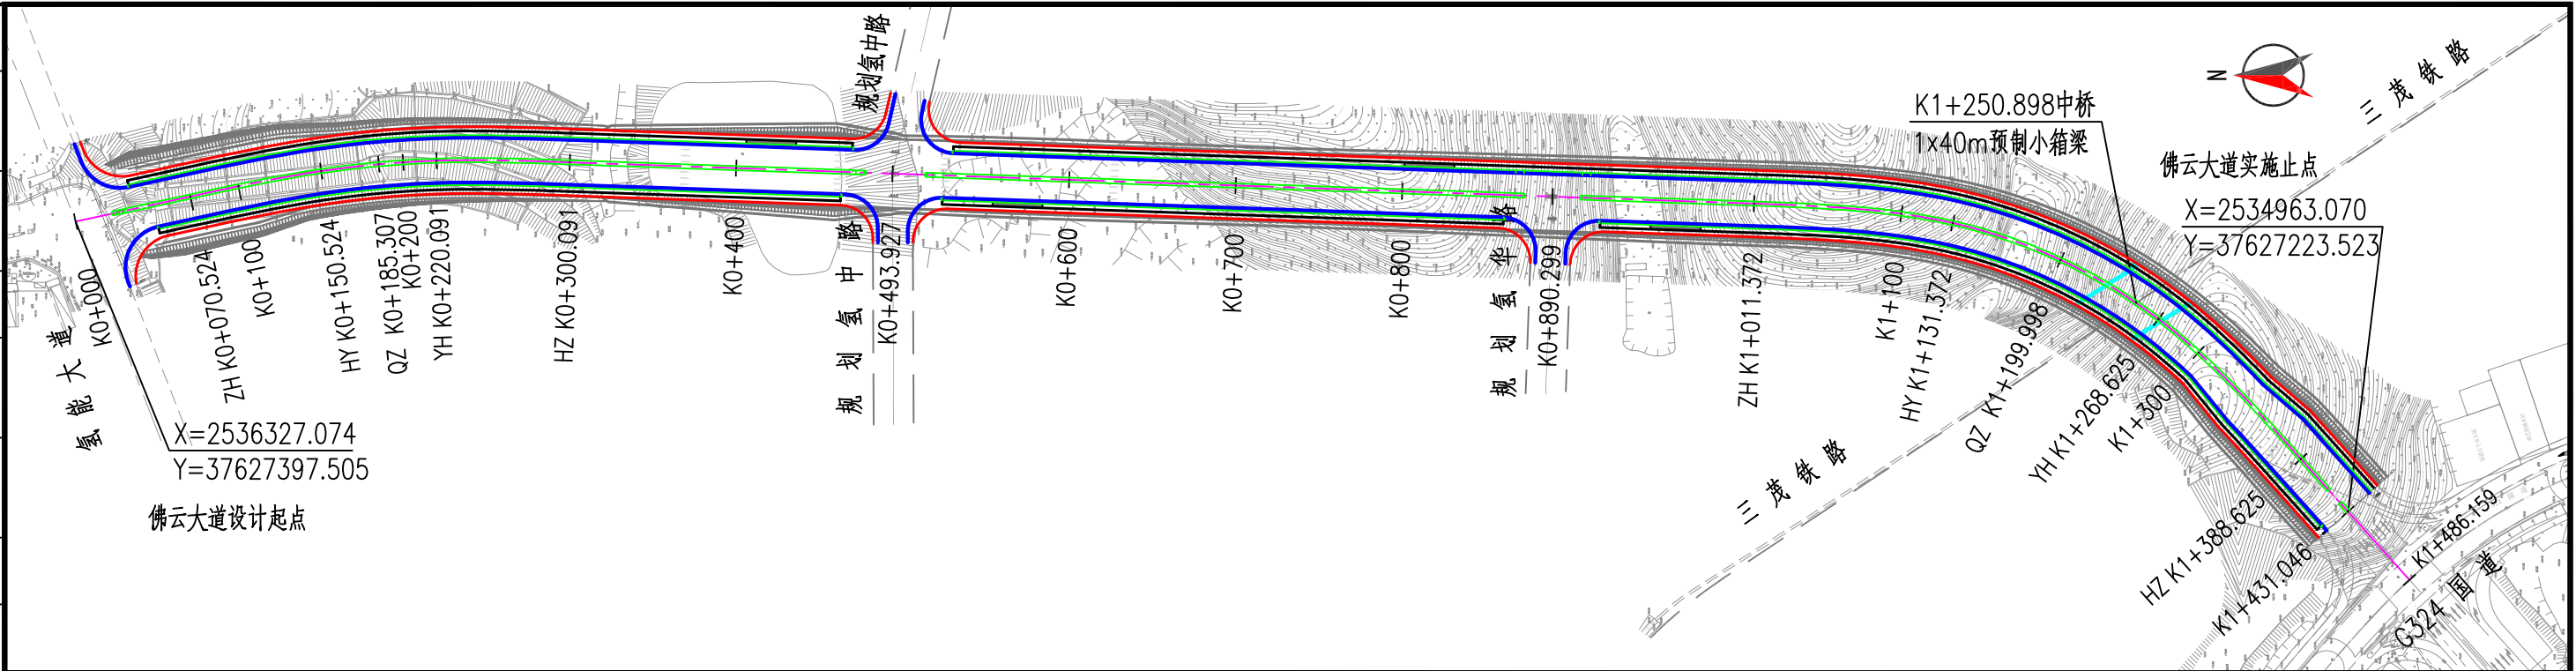 规划氢中路
N
三茂铁路
K1+250.898中桥
1x40m预制小箱梁
佛云大道实施止点
X=2534963.070
Y=37627223.523
氢能大道
K0+000
ZH K0+070.524
K0+100
HY K0+150.524
QZ K0+185.307
K0+200
YH K0+220.091
HZ K0+300.091
K0+400
规划氢中路
K0+493.927
K0+600
K0+700
K0+800
规划氢华路
K0+890.299
ZH K1+011.372
K1+100
HY K1+131.372
QZ K1+199.998
YH K1+268.625
K1+300
HZ K1+388.625
K1+431.046
K1+486.159
G324国道
三茂铁路
X=2536327.074
Y=37627397.505
佛云大道设计起点